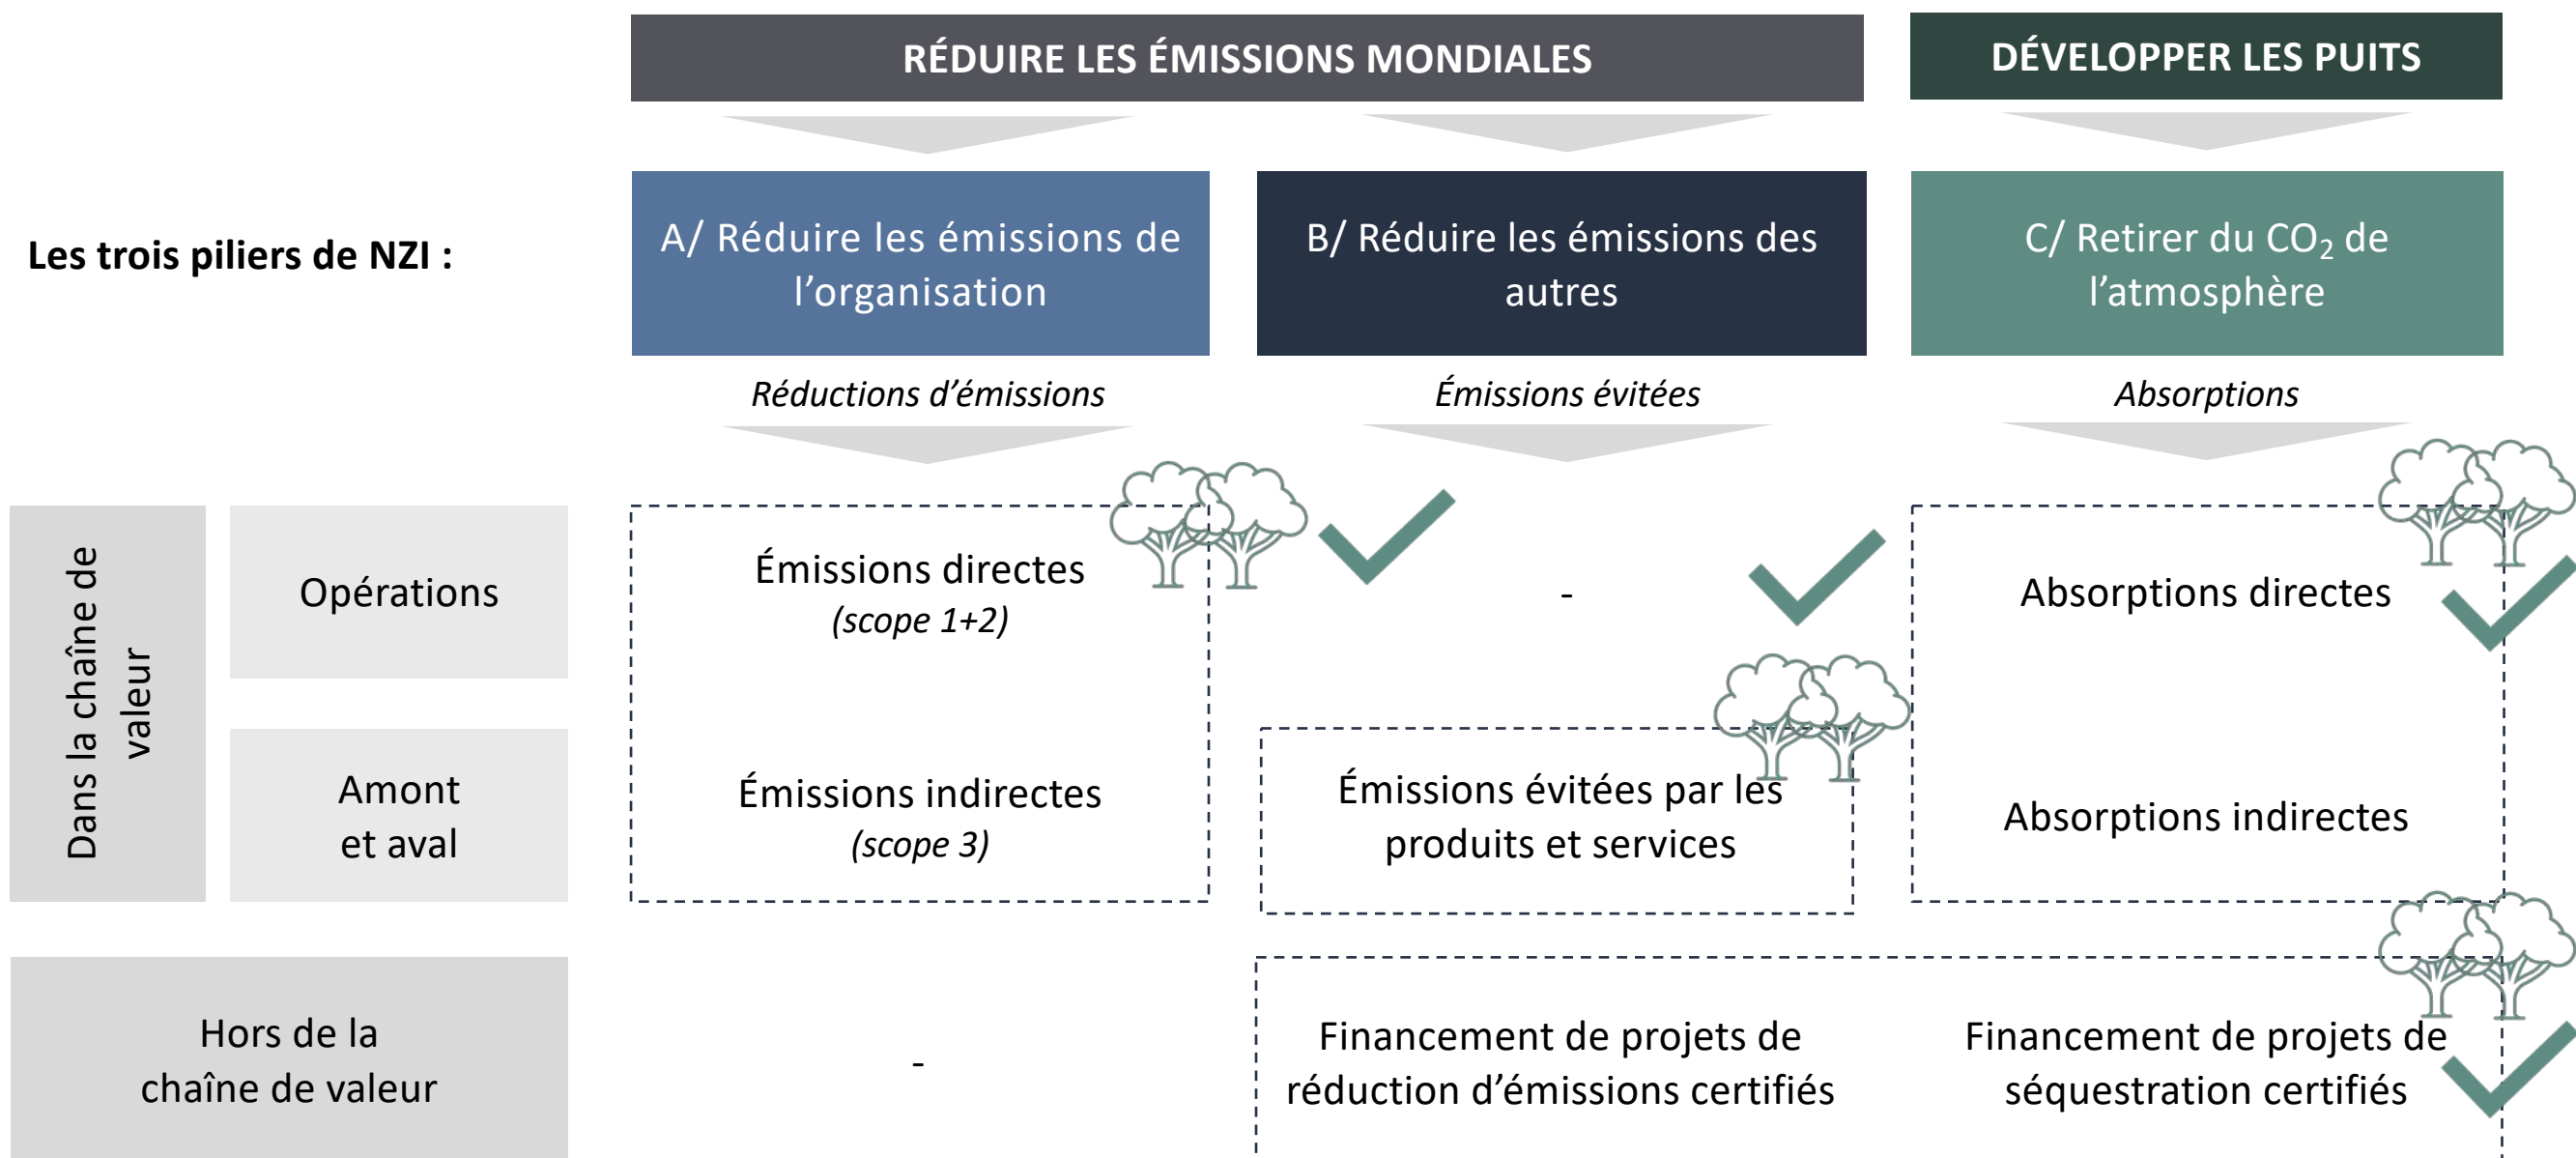 RÉDUIRE LES ÉMISSIONS MONDIALES
DÉVELOPPER LES PUITS
Les trois piliers de NZI :
A/ Réduire les émissions de
l’organisation
B/ Réduire les émissions des
autres
C/ Retirer du CO₂ de
l’atmosphère
Réductions d’émissions
Émissions évitées
Absorptions
Dans la chaîne de
valeur
Opérations
Émissions directes
(scope 1+2)
-
Absorptions directes
Amont
et aval
Émissions indirectes
(scope 3)
Émissions évitées par les
produits et services
Absorptions indirectes
Hors de la
chaîne de valeur
-
Financement de projets de
réduction d’émissions certifiés
Financement de projets de
séquestration certifiés